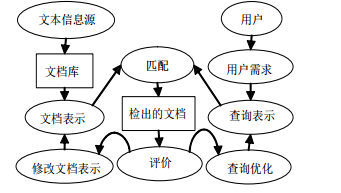 文本信息源
用户
文档库
匹配
用户需求
文档表示
检出的文档
查询表示
修改文档表示
评价
查询优化